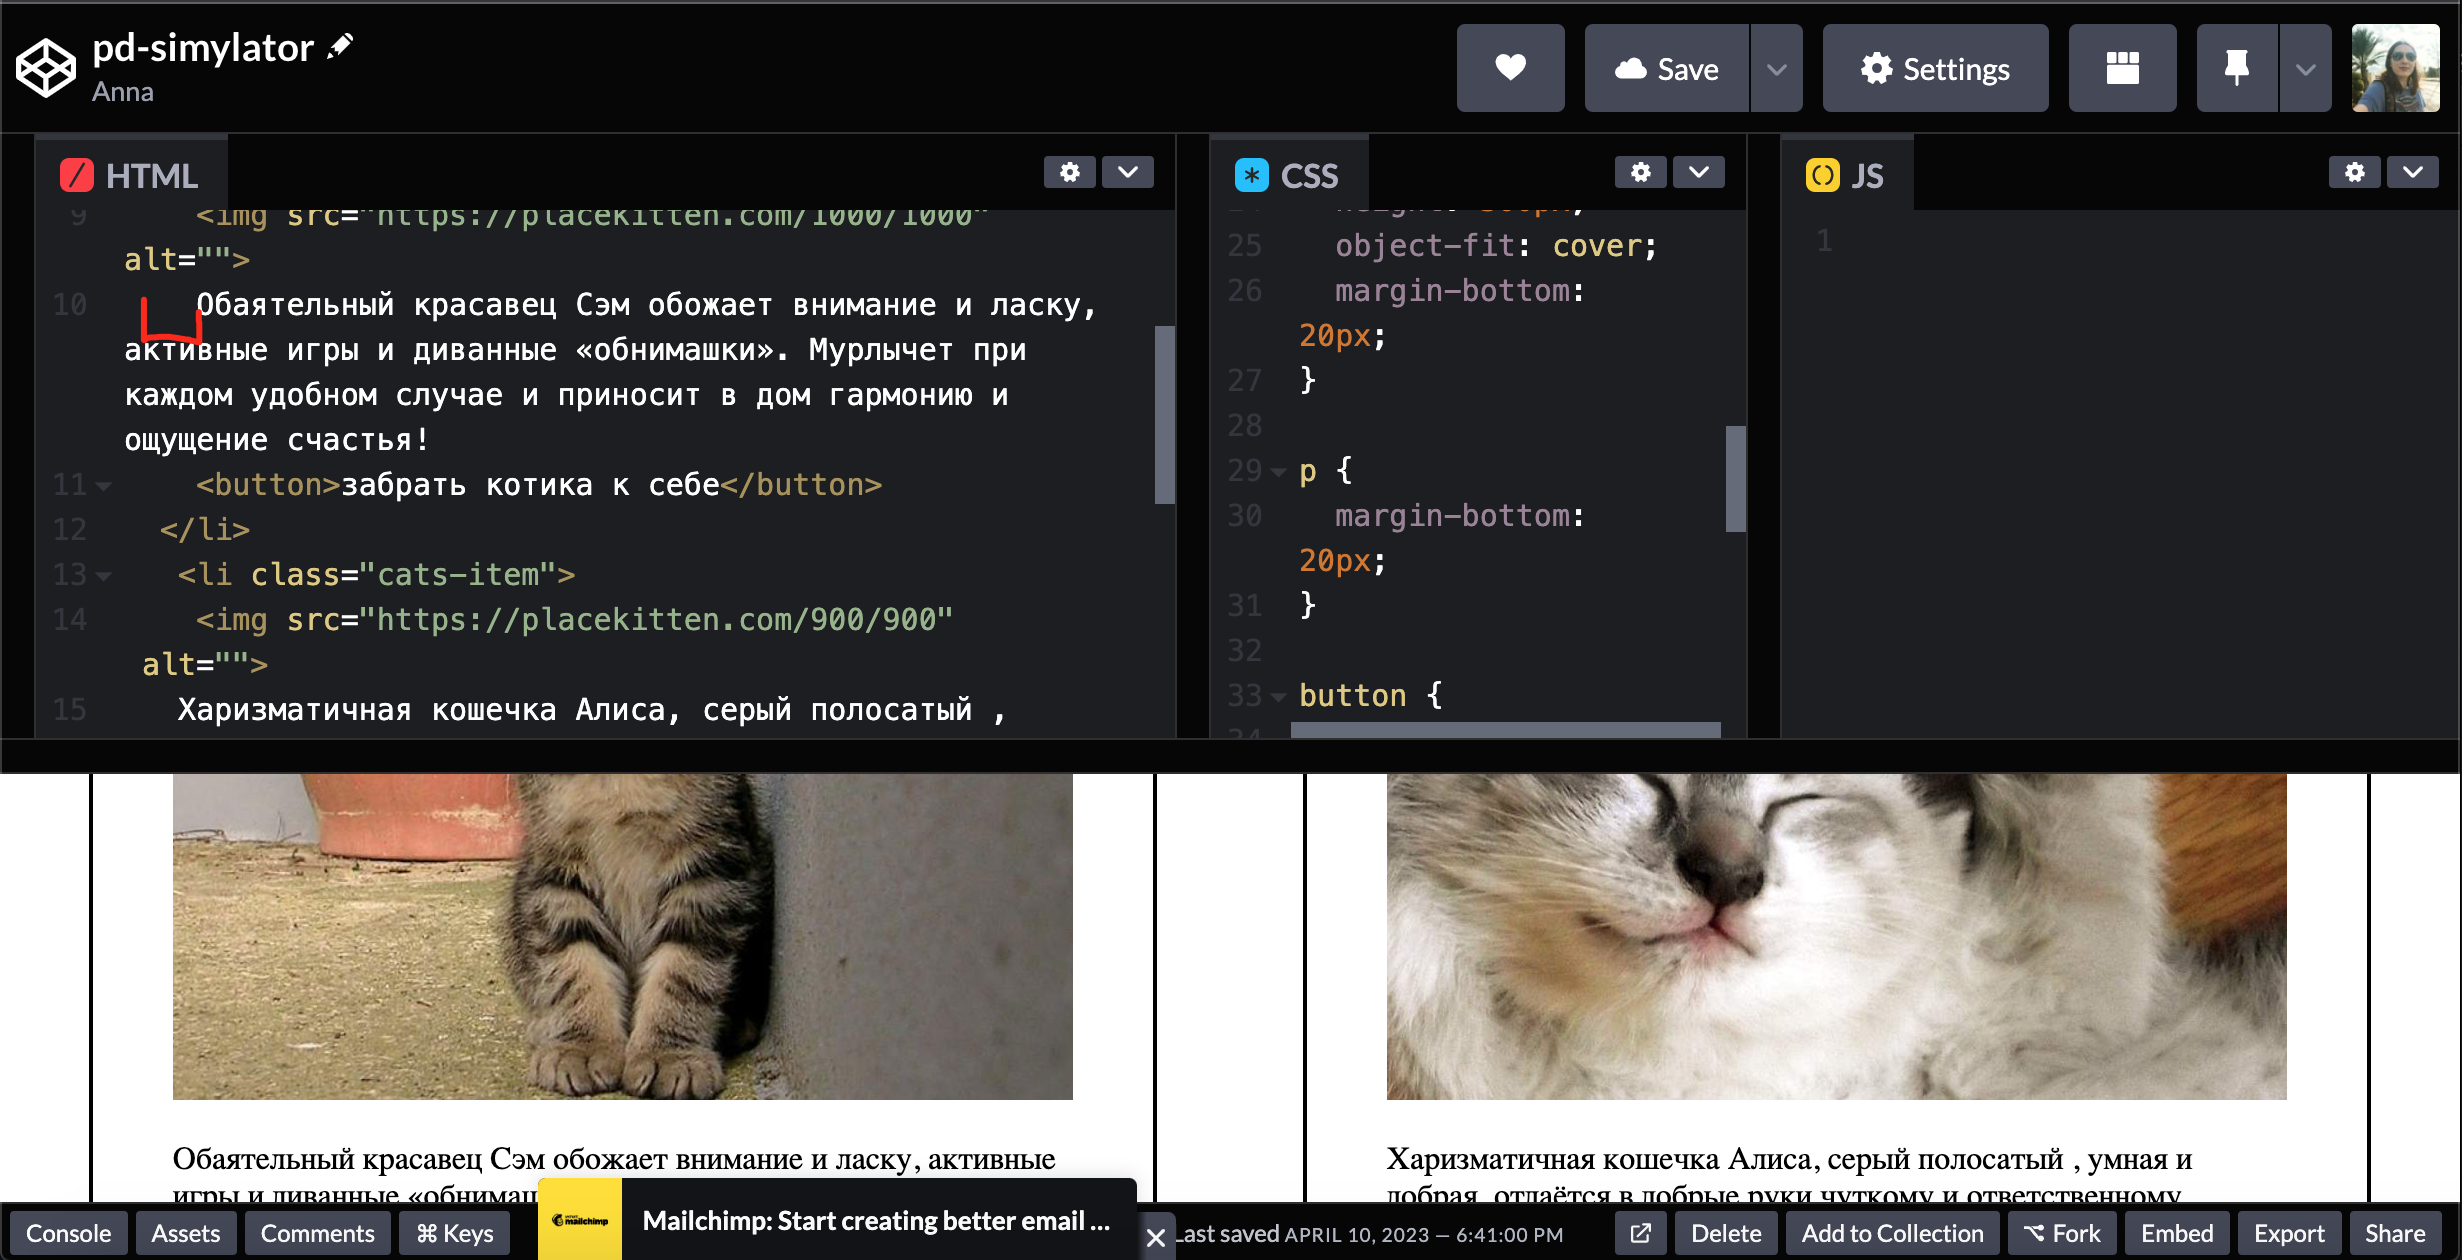 pd-simylator
Anna
Save
Settings
HTML
9 <img src="https://placekitten.com/1000/1000"
alt="">
10 Обаятельный красавец Сэм обожает внимание и ласку,
активные игры и диванные «обнимашки». Мурлычет при
каждом удобном случае и приносит в дом гармонию и
ощущение счастья!
11 <button>забрать котика к себе</button>
12 </li>
13 <li class="cats-item">
14 <img src="https://placekitten.com/900/900"
alt="">
15 Харизматичная кошечка Алиса, серый полосатый ,
CSS
25 object-fit: cover;
26 margin-bottom:
20px;
27 }
28
29 p {
30 margin-bottom:
20px;
31 }
32
33 button {
34
JS
1
Обаятельный красавец Сэм обожает внимание и ласку, активные
игры и диванные «обнимаш
Харизматичная кошечка Алиса, серый полосатый , умная и
добрая, отдаётся в добрые руки чуткому и ответственному
Console
Assets
Comments
⌘ Keys
mailchimp
Mailchimp: Start creating better email ...
Last saved APRIL 10, 2023 — 6:41:00 PM
Delete
Add to Collection
Fork
Embed
Export
Share